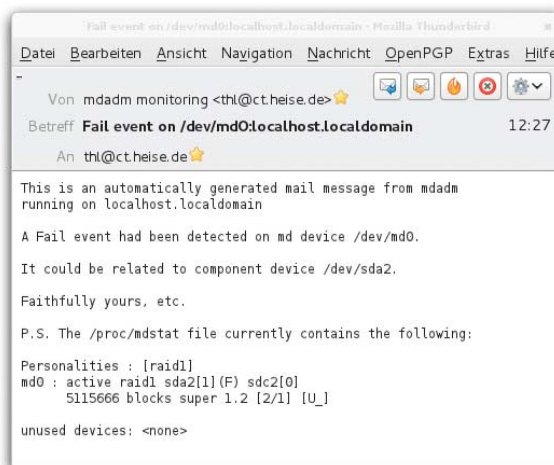 Fail event on /dev/md0:localhost.localdomain - Mozilla Thunderbird
Datei Bearbeiten Ansicht Navigation Nachricht OpenPGP Extras Hilfe
Von mdadm monitoring <thl@ct.heise.de>
Betreff Fail event on /dev/md0:localhost.localdomain 12:27
An thl@ct.heise.de
This is an automatically generated mail message from mdadm
running on localhost.localdomain
A Fail event had been detected on md device /dev/md0.
It could be related to component device /dev/sda2.
Faithfully yours, etc.
P.S. The /proc/mdstat file currently contains the following:
Personalities : [raid1]
md0 : active raid1 sda2[1](F) sdc2[0]
5115666 blocks super 1.2 [2/1] [U_]
unused devices: <none>